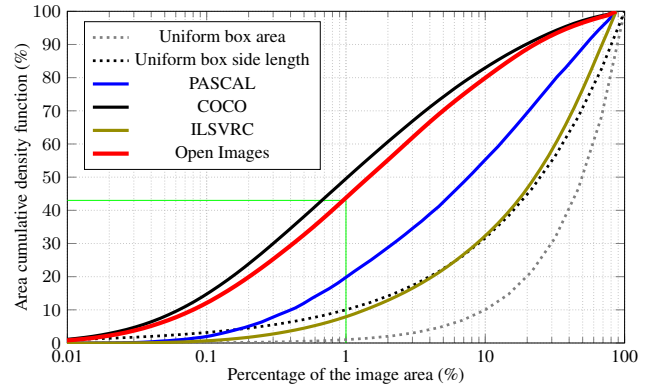 Area cumulative density function (%)
100
90
80
70
60
50
40
30
20
10
0
Uniform box area
Uniform box side length
PASCAL
COCO
ILSVRC
Open Images
0.01
0.1
1
10
100
Percentage of the image area (%)